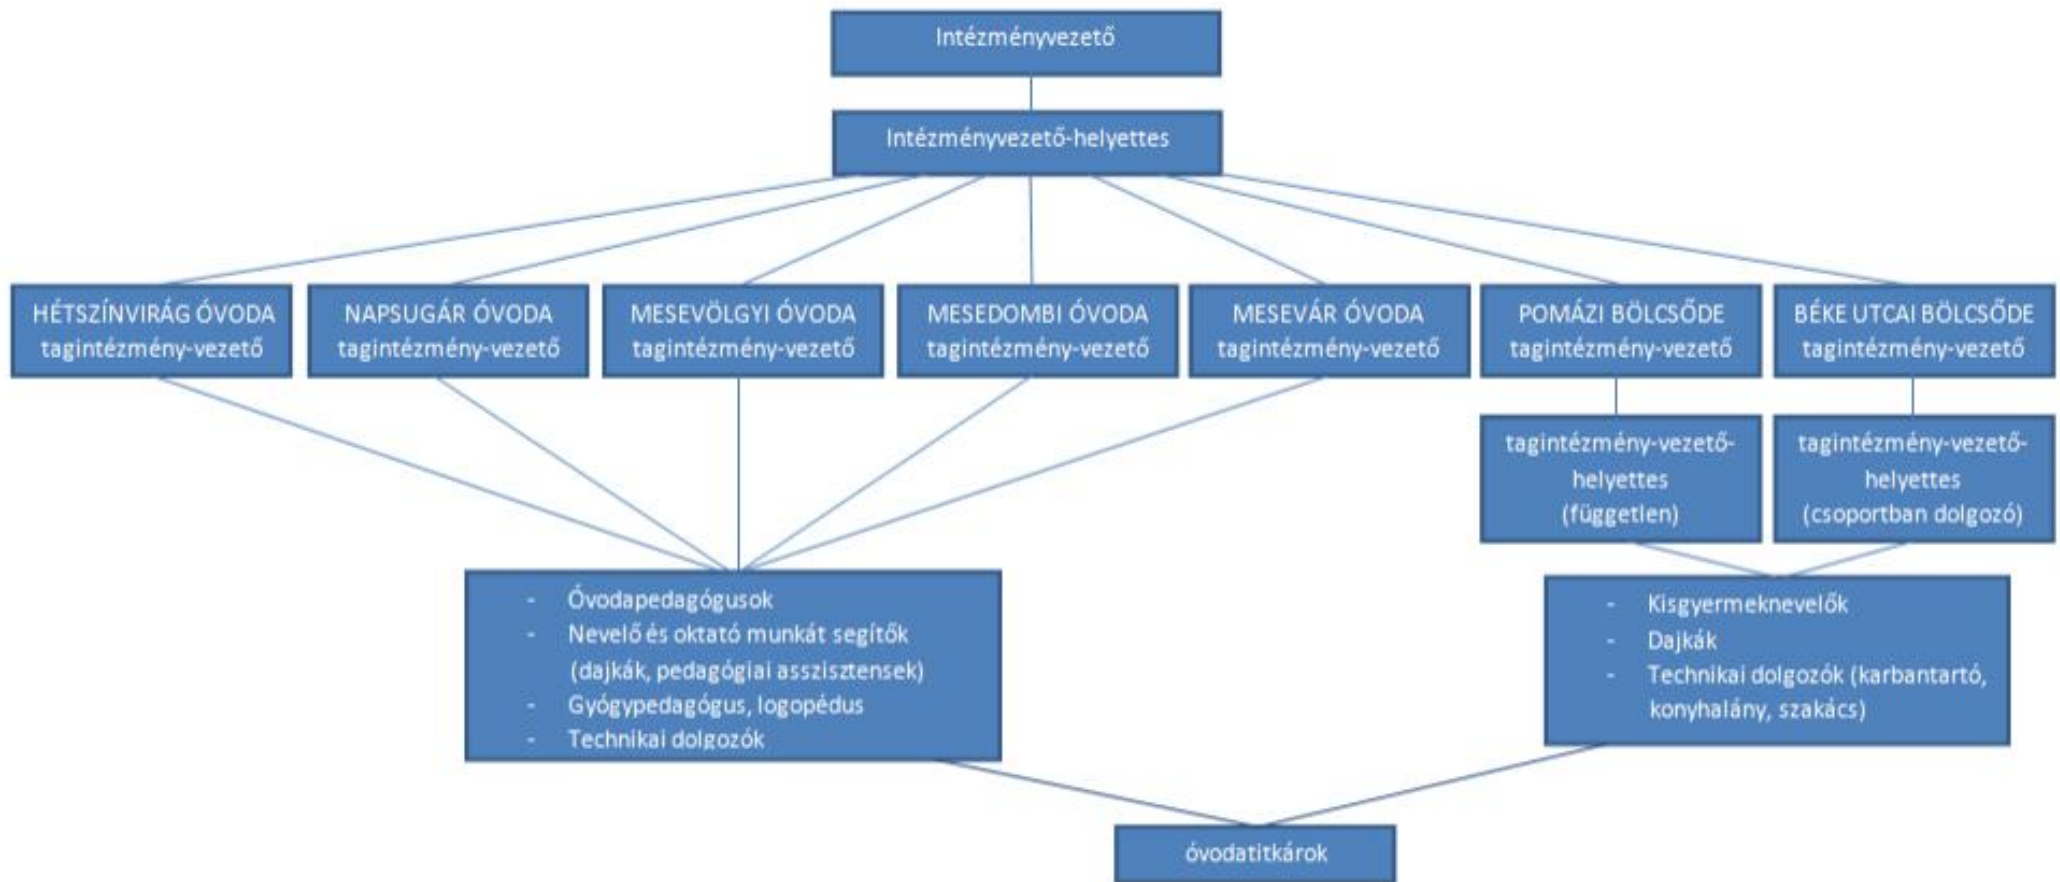 Intézményvezető
Intézményvezető-helyettes
HÉTSZÍNVIRÁG ÓVODA
tagintézmény-vezető
NAPSUGÁR ÓVODA
tagintézmény-vezető
MESEVÖLGYI ÓVODA
tagintézmény-vezető
MESEDOMBI ÓVODA
tagintézmény-vezető
MESEVÁR ÓVODA
tagintézmény-vezető
POMÁZI BÖLCSŐDE
tagintézmény-vezető
BÉKE UTCAI BÖLCSŐDE
tagintézmény-vezető
tagintézmény-vezető-
helyettes
(független)
tagintézmény-vezető-
helyettes
(csoportban dolgozó)
- Óvodapedagógusok
- Nevelő és oktató munkát segítők
(dajkák, pedagógiai asszisztensek)
- Gyógypedagógus, logopédus
- Technikai dolgozók
- Kisgyermeknevelők
- Dajkák
- Technikai dolgozók (karbantartó,
konyhalány, szakács)
óvodatitkárok